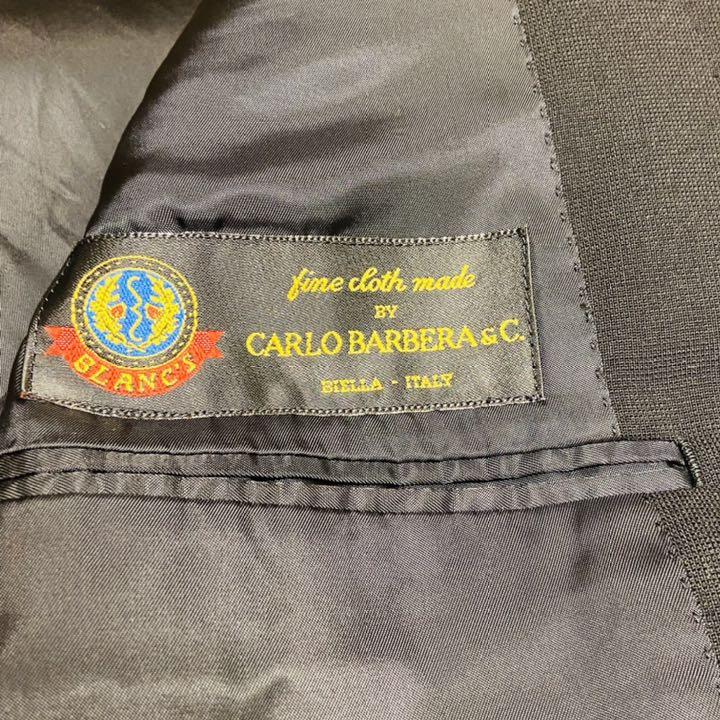 BLANC'S
fine cloth made
BY
CARLO BARBERA & C.
BIELLA - ITALY